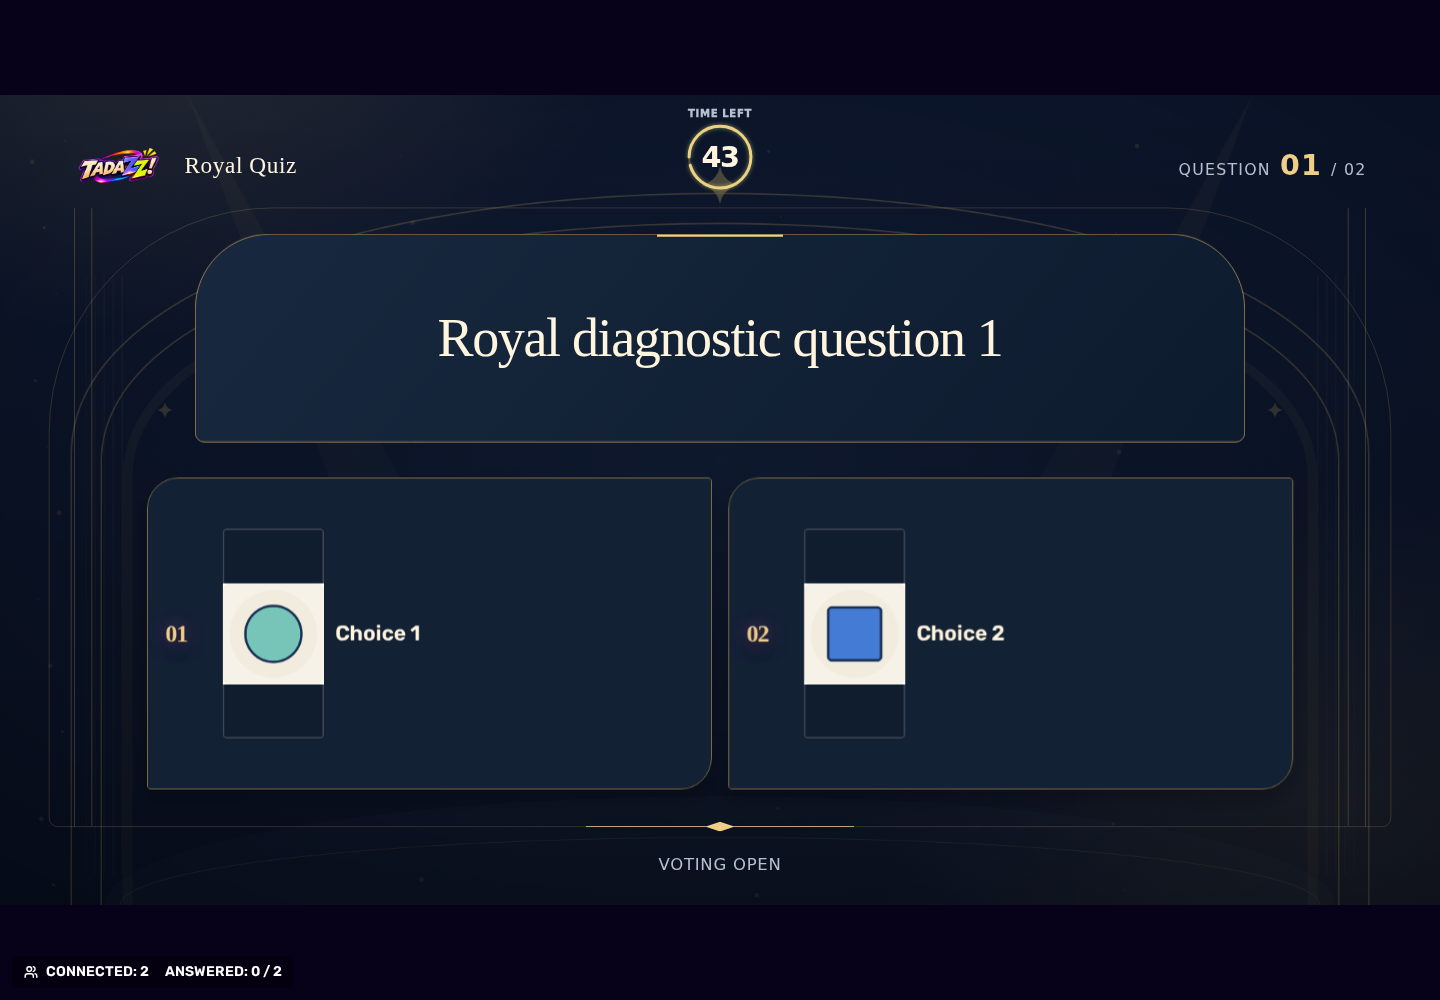 TIME LEFT
43
TADAZZ!
Royal Quiz
QUESTION 01 / 02
Royal diagnostic question 1
01
Choice 1
02
Choice 2
VOTING OPEN
CONNECTED: 2 ANSWERED: 0 / 2